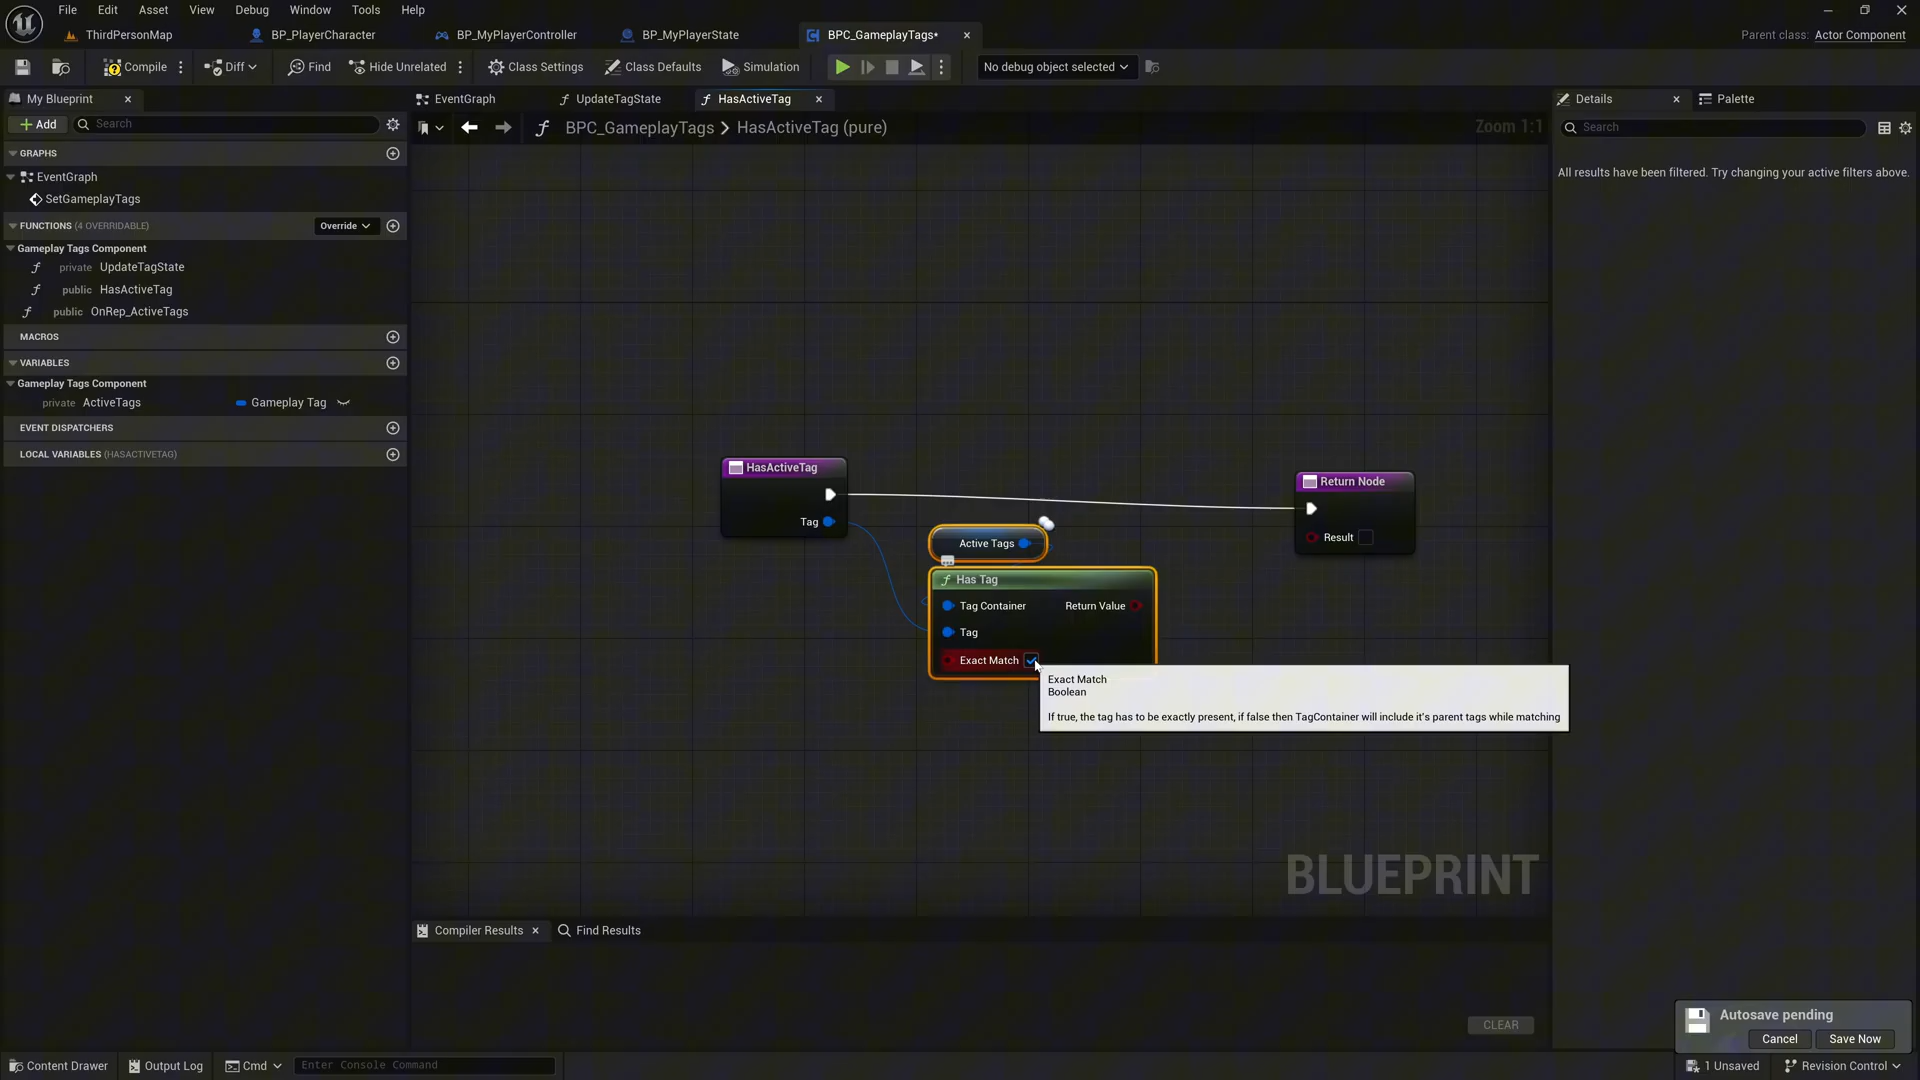 File Edit Asset View Debug Window Tools Help
ThirdPersonMap BP_PlayerCharacter BP_MyPlayerController BP_MyPlayerState BPC_GameplayTags*
Parent class: Actor Component
Compile Diff Find Hide Unrelated Class Settings Class Defaults Simulation No debug object selected
My Blueprint
Add Search
GRAPHS
EventGraph
SetGameplayTags
FUNCTIONS (4 OVERRIDABLE) Override
Gameplay Tags Component
private UpdateTagState
public HasActiveTag
public OnRep_ActiveTags
MACROS
VARIABLES
Gameplay Tags Component
private ActiveTags Gameplay Tag
EVENT DISPATCHERS
LOCAL VARIABLES (HASACTIVETAG)
EventGraph UpdateTagState HasActiveTag
BPC_GameplayTags > HasActiveTag (pure)
Zoom 1:1
HasActiveTag
Tag
Active Tags
Has Tag
Tag Container Return Value
Tag
Exact Match
Return Node
Result
Exact Match
Boolean
If true, the tag has to be exactly present, if false then TagContainer will include it's parent tags while matching
BLUEPRINT
Compiler Results Find Results
CLEAR
Details Palette
Search
All results have been filtered. Try changing your active filters above.
Autosave pending
Cancel Save Now
Content Drawer Output Log Cmd Enter Console Command
1 Unsaved Revision Control